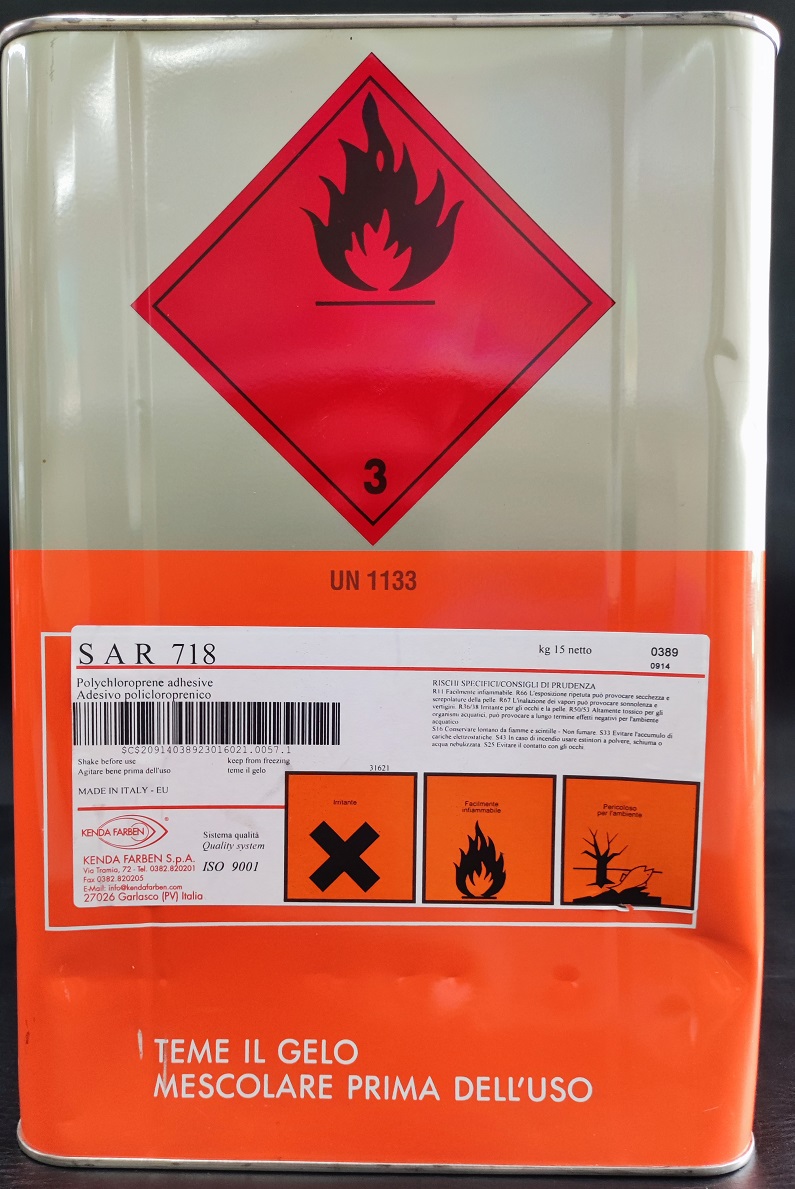 3
UN 1133
SAR 718
kg 15 netto
0389
0914
Polychloroprene adhesive
Adesivo policloroprenico
SCS20914038923016021.0057.1
Shake before use
Agitare bene prima dell'uso
keep from freezing
teme il gelo
MADE IN ITALY - EU
31621
RISCHI SPECIFICI/CONSIGLI DI PRUDENZA
R11 Facilmente infiammabile. R66 L'esposizione ripetuta può provocare secchezza e
screpolature della pelle. R67 L'inalazione dei vapori può provocare sonnolenza e
vertigini. R36/38 Irritante per gli occhi e la pelle. R50/53 Altamente tossico per gli
organismi acquatici, può provocare a lungo termine effetti negativi per l'ambiente
acquatico
S16 Conservare lontano da fiamme e scintille - Non fumare. S33 Evitare l'accumulo di
cariche elettrostatiche. S43 In caso di incendio usare estintori a polvere, schiuma o
acqua nebulizzata. S25 Evitare il contatto con gli occhi.
KENDA FARBEN
®
KENDA FARBEN S.p.A.
Via Tramia, 72 - Tel. 0382.820201
Fax 0382.820205
E-Mail: info@kendafarben.com
27026 Garlasco (PV) Italia
Sistema qualità
Quality system
ISO 9001
Irritante
Facilmente
infiammabile
Pericoloso
per l'ambiente
TEME IL GELO
MESCOLARE PRIMA DELL'USO